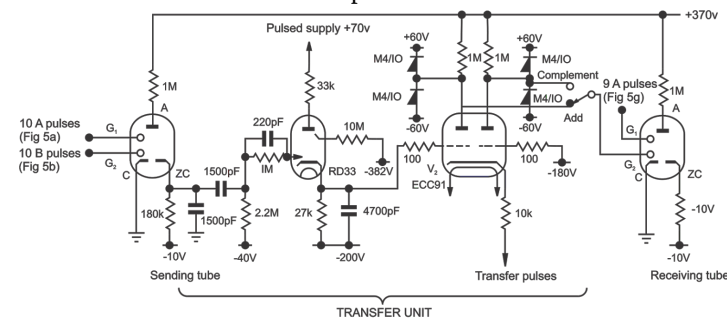 +370v
Pulsed supply +70v
+60V
+60V
M4/IO
1M
1M
M4/IO
Complement
9 A pulses
(Fig 5g)
1M
1M
33k
M4/IO
M4/IO
A
A
-60V
-60V
Add
10 A pulses
(Fig 5a)
G₁
220pF
10M
G₁
10 B pulses
(Fig 5b)
G₂
IM
RD33
-382V
100
100
G₂
C
ZC
1500pF
V₂
ECC91
-180V
C
ZC
180k
1500pF
2.2M
27k
4700pF
10k
-10V
-10V
-40V
-200V
-10V
Sending tube
Transfer pulses
Receiving tube
TRANSFER UNIT